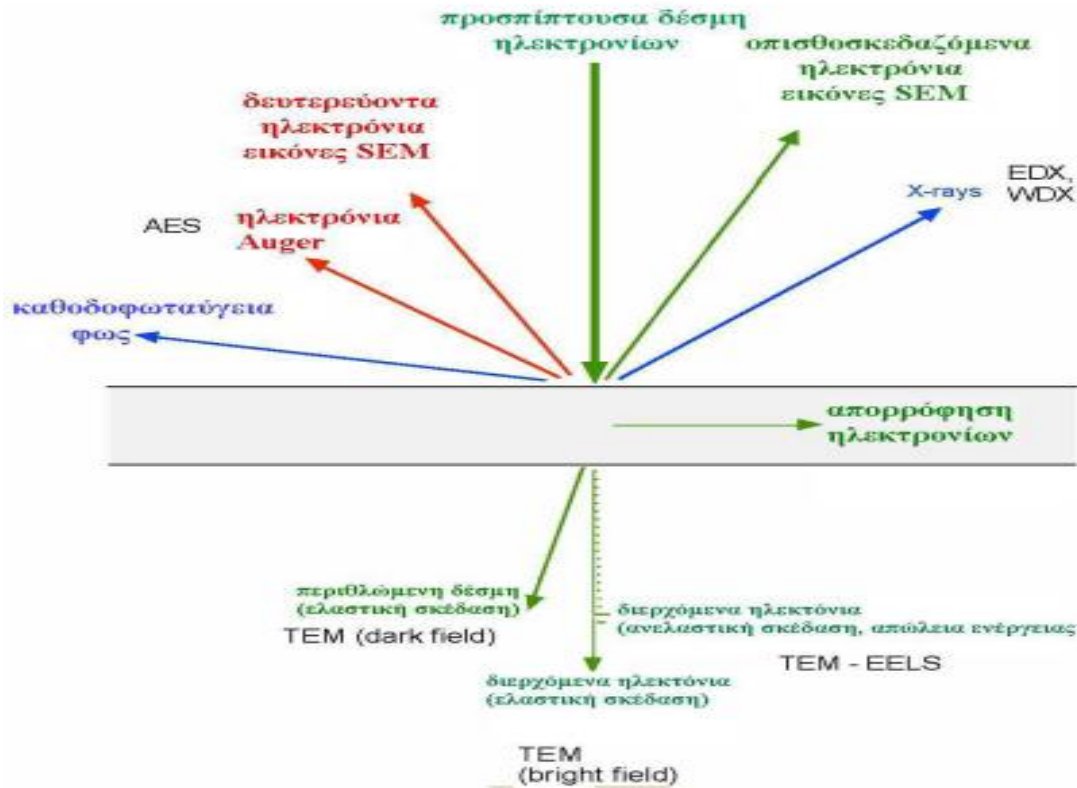 προσπίπτουσα δέσμη
ηλεκτρονίων
οπισθοσκεδαζόμενα
ηλεκτρόνια
εικόνες SEM
δευτερεύοντα
ηλεκτρόνια
εικόνες SEM
EDX,
WDX
X-rays
AES
ηλεκτρόνια
Auger
καθοδοφωταύγεια
φως
απορρόφηση
ηλεκτρονίων
περιθλώμενη δέσμη
(ελαστική σκέδαση)
TEM (dark field)
διερχόμενα ηλεκτόνια
(ανελαστική σκέδαση, απώλεια ενέργειας
TEM - EELS
διερχόμενα ηλεκτόνια
(ελαστική σκέδαση)
TEM
(bright field)